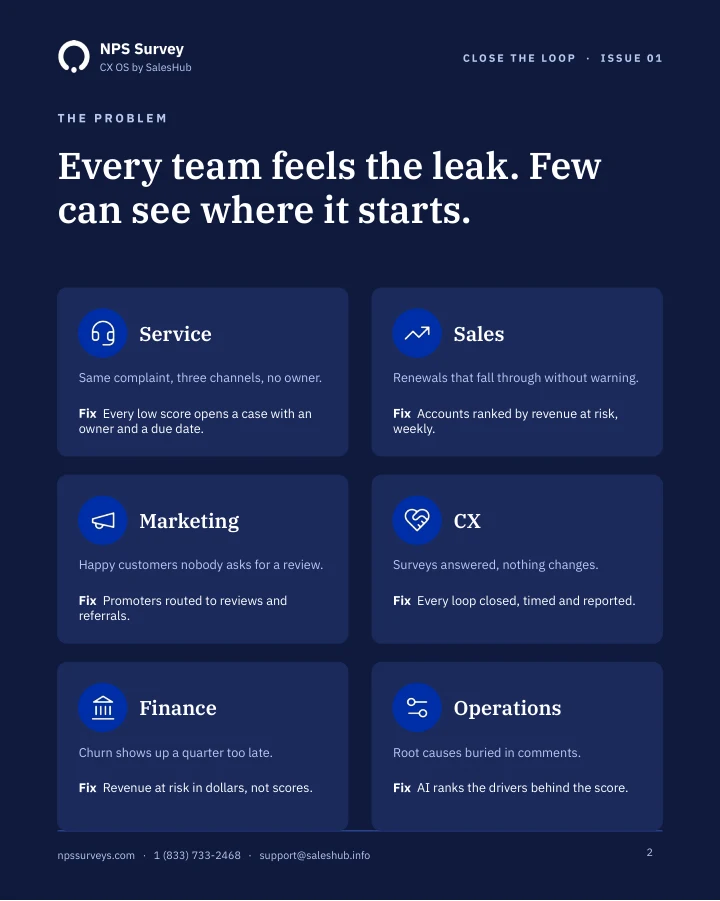 NPS Survey
CX OS by SalesHub
CLOSE THE LOOP · ISSUE 01
THE PROBLEM
Every team feels the leak. Few
can see where it starts.
Service
Same complaint, three channels, no owner.
Fix Every low score opens a case with an
owner and a due date.
Sales
Renewals that fall through without warning.
Fix Accounts ranked by revenue at risk,
weekly.
Marketing
Happy customers nobody asks for a review.
Fix Promoters routed to reviews and
referrals.
CX
Surveys answered, nothing changes.
Fix Every loop closed, timed and reported.
Finance
Churn shows up a quarter too late.
Fix Revenue at risk in dollars, not scores.
Operations
Root causes buried in comments.
Fix AI ranks the drivers behind the score.
npssurveys.com · 1 (833) 733-2468 · support@saleshub.info
2